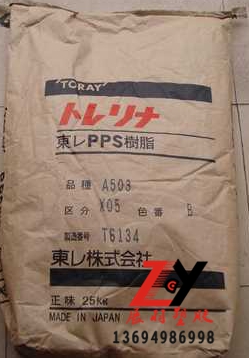 TORAY
トレリナ
東レPPS樹脂
品種 A503
区分 X05 色番 B
製造番号 T6134
東レ株式会社
正味 25KG
MADE IN JAPAN
ZY
13694986998